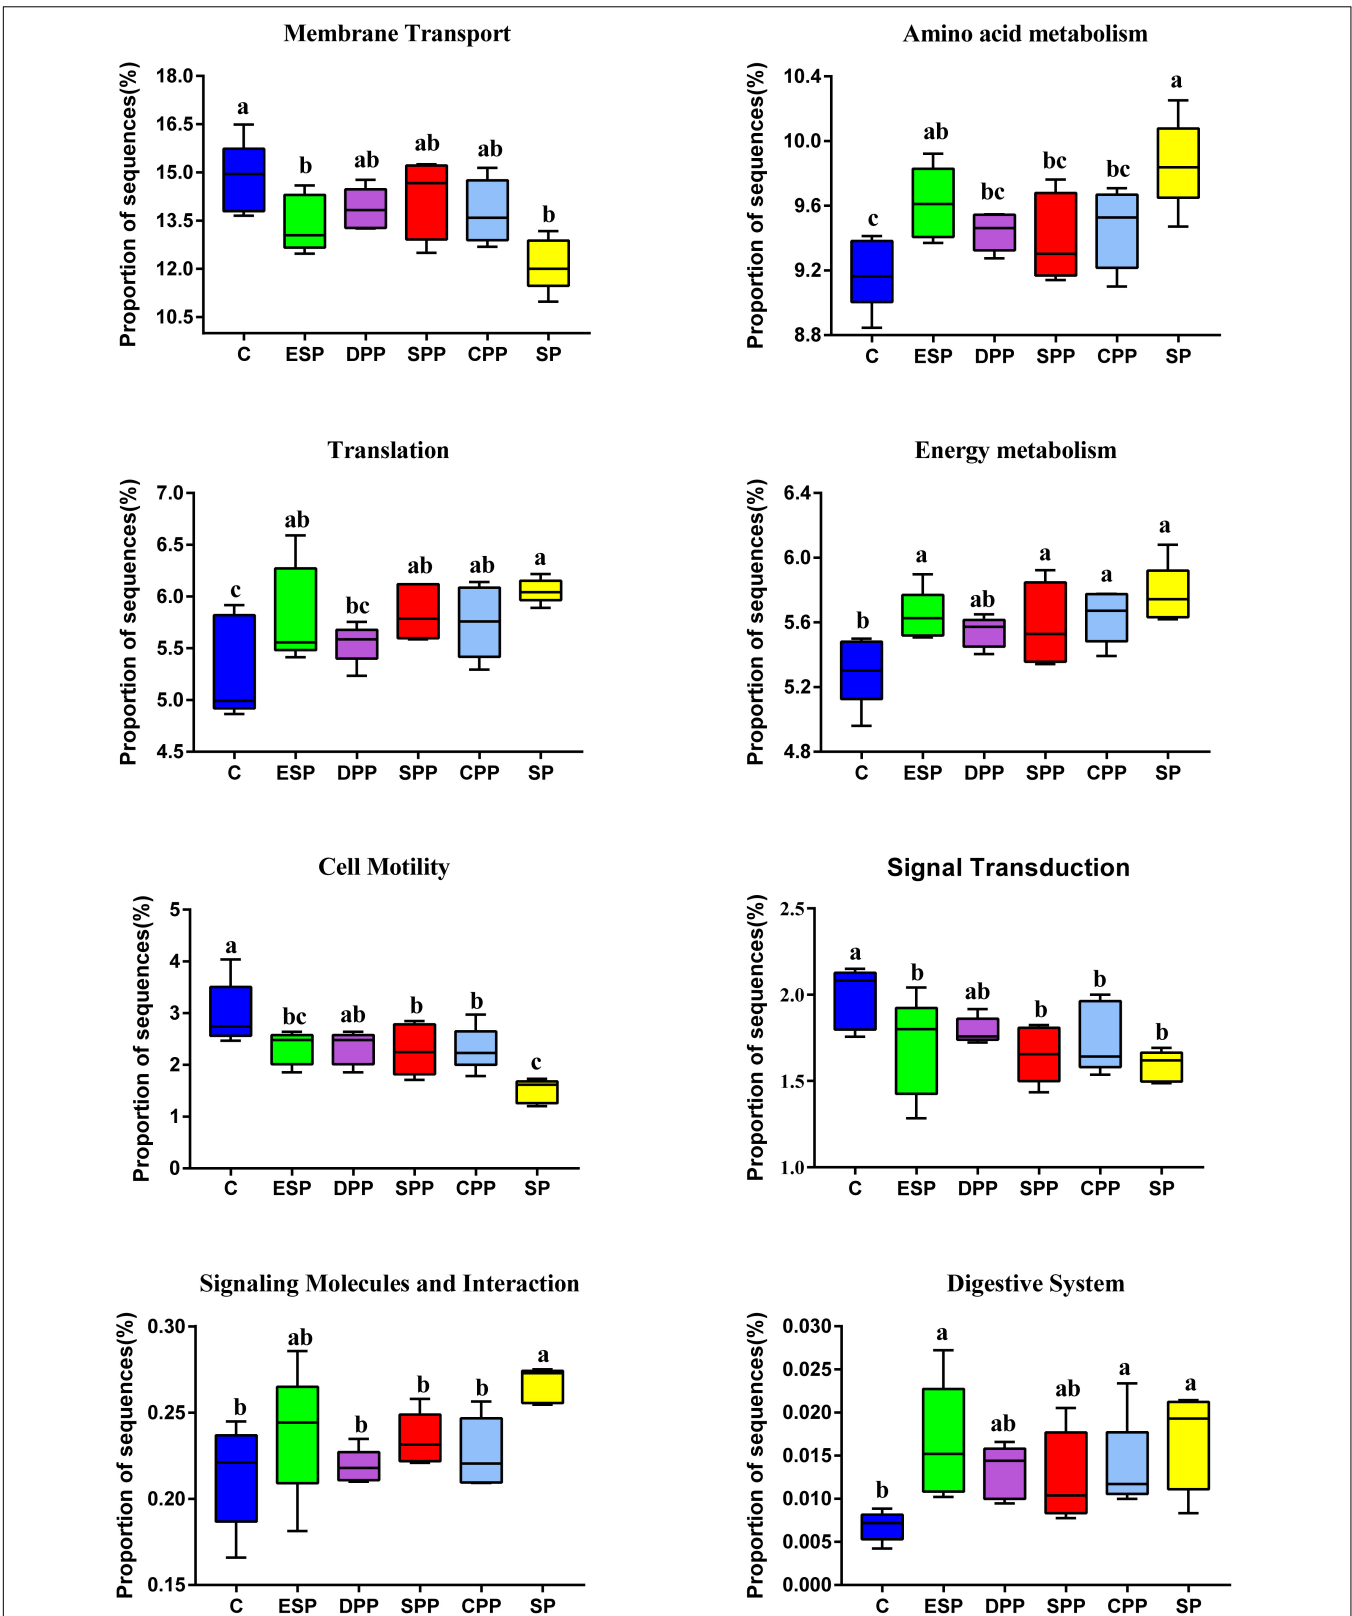 Membrane Transport
Proportion of sequences(%)
18.0
16.5
15.0
13.5
12.0
10.5
a
b
ab
ab
ab
b
C ESP DPP SPP CPP SP
Amino acid metabolism
Proportion of sequences(%)
10.4
10.0
9.6
9.2
8.8
c
ab
bc
bc
bc
a
C ESP DPP SPP CPP SP
Translation
Proportion of sequences(%)
7.0
6.5
6.0
5.5
5.0
4.5
c
ab
bc
ab
ab
a
C ESP DPP SPP CPP SP
Energy metabolism
Proportion of sequences(%)
6.4
6.0
5.6
5.2
4.8
b
a
ab
a
a
a
C ESP DPP SPP CPP SP
Cell Motility
Proportion of sequences(%)
5
4
3
2
1
0
a
bc
ab
b
b
c
C ESP DPP SPP CPP SP
Signal Transduction
Proportion of sequences(%)
2.5
2.0
1.5
1.0
a
b
ab
b
b
b
C ESP DPP SPP CPP SP
Signaling Molecules and Interaction
Proportion of sequences(%)
0.30
0.25
0.20
0.15
b
ab
b
b
b
a
C ESP DPP SPP CPP SP
Digestive System
Proportion of sequences(%)
0.030
0.025
0.020
0.015
0.010
0.005
0.000
b
a
ab
ab
a
a
C ESP DPP SPP CPP SP